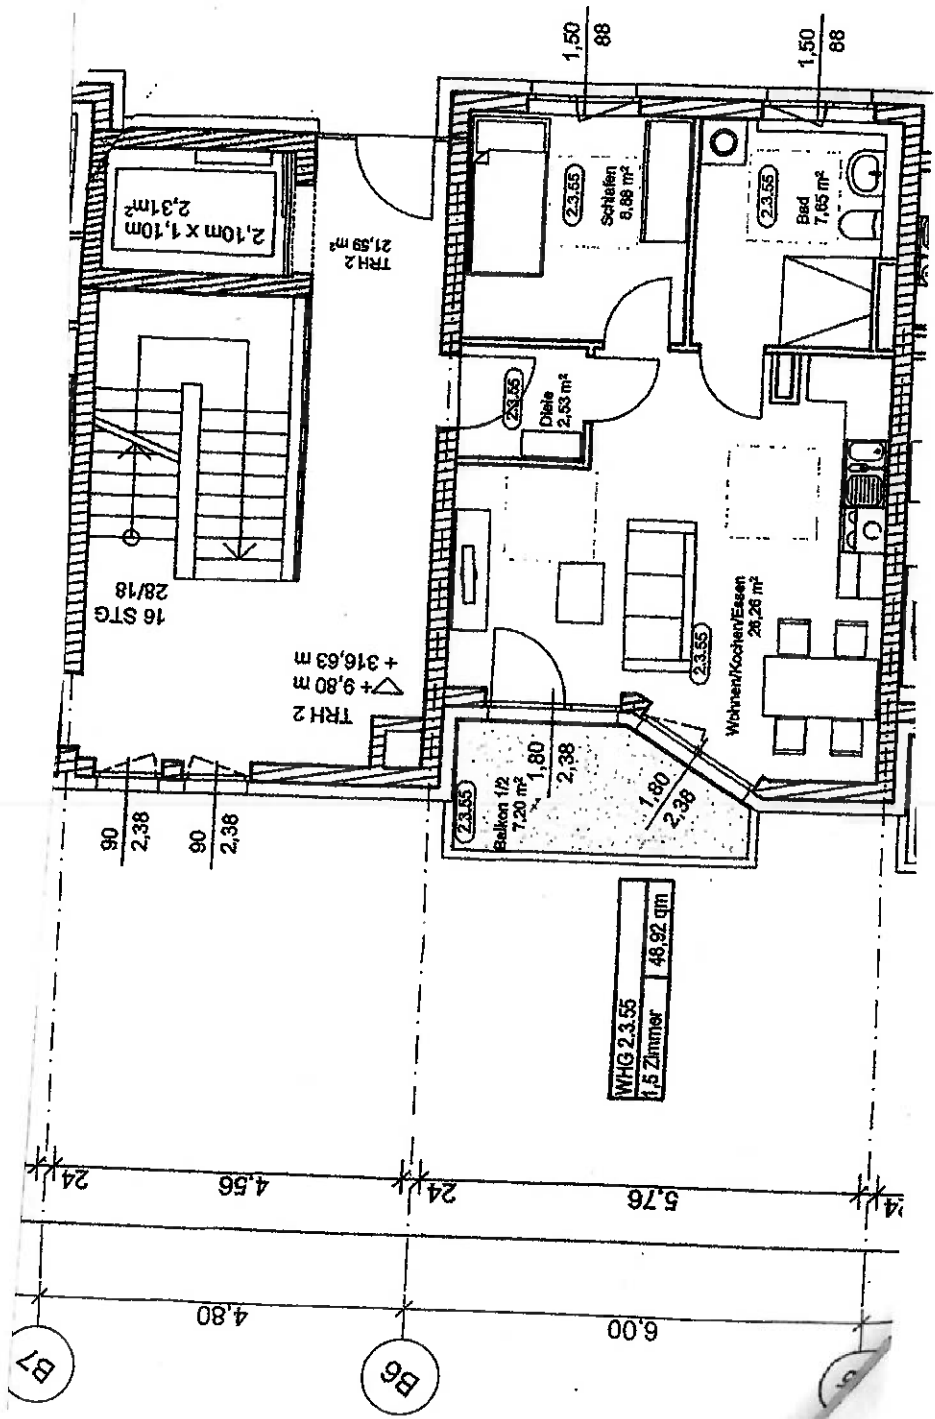 1,50
88
1,50
88
2,10m x 1,10m
2,31m²
TRH 2
21,59 m²
2.3.55
Schlafen
8,88 m²
2.3.55
Bad
7,65 m²
2.3.55
Diele
2,53 m²
16 STG
28/18
TRH 2
+ 9,80 m
+ 316,63 m
2.3.55
Wohnen/Kochen/Essen
26,26 m²
2.3.55
Balkon 1/2
7,20 m²
1,80
2,38
1,80
2,38
90
2,38
90
2,38
WHG 2.3.55
1,5 Zimmer
48,92 qm
24
4,56
24
5,76
24
4,80
6,00
B7
B6